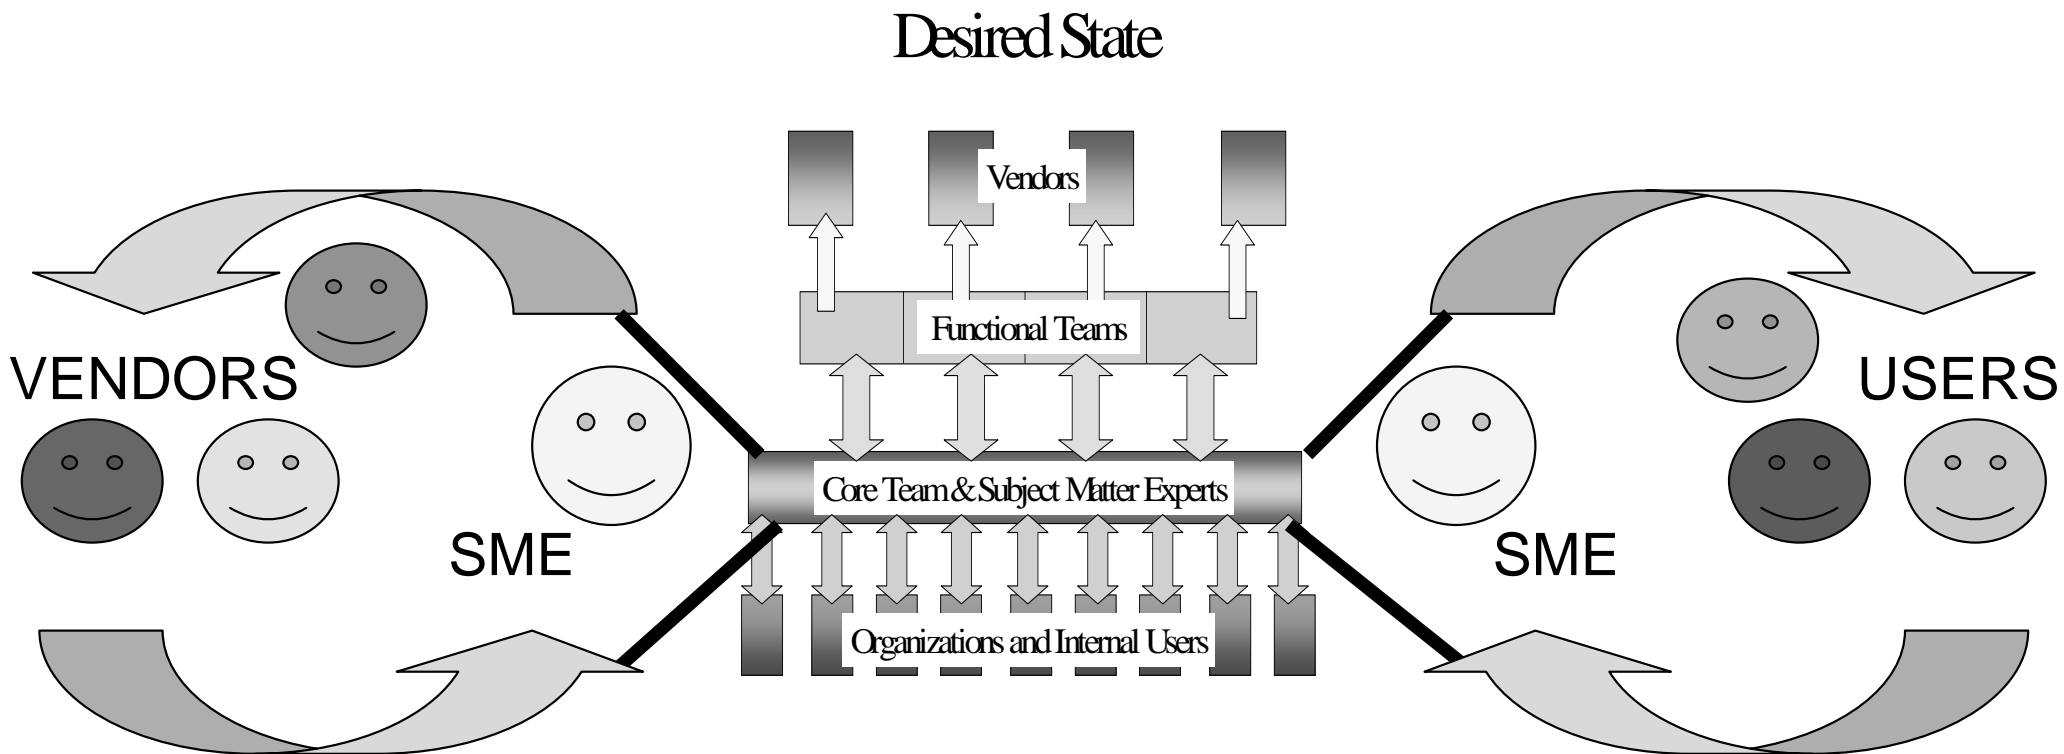 Desired State
Vendors
Functional Teams
VENDORS
USERS
Core Team & Subject Matter Experts
SME
SME
Organizations and Internal Users